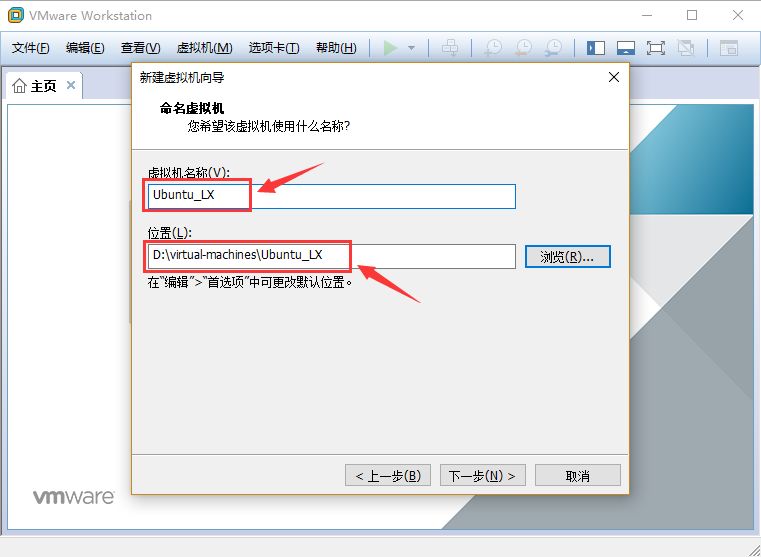 VMware Workstation
文件(F) 编辑(E) 查看(V) 虚拟机(M) 选项卡(T) 帮助(H)
主页
新建虚拟机向导
命名虚拟机
您希望该虚拟机使用什么名称?
虚拟机名称(V):
Ubuntu_LX
位置(L):
D:\virtual-machines\Ubuntu_LX
浏览(R)...
在“编辑”>“首选项”中可更改默认位置。
< 上一步(B) 下一步(N) > 取消
vmware